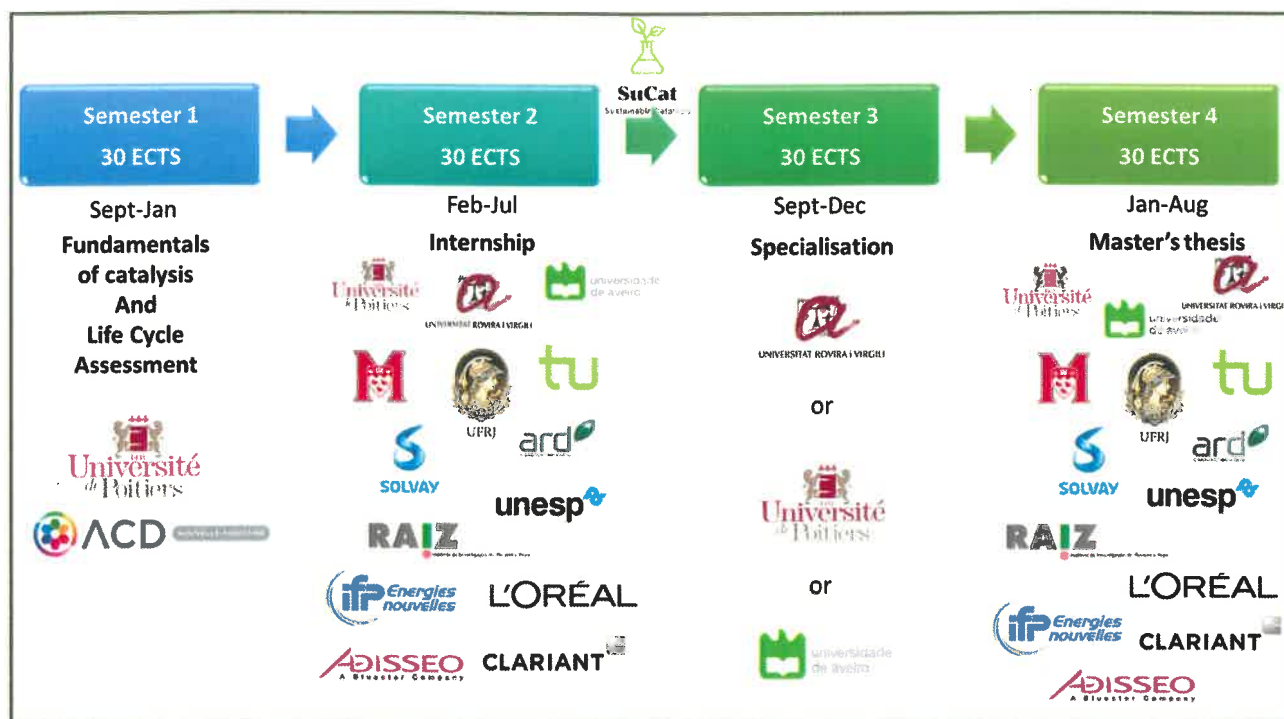 SuCat
Semester 1
30 ECTS
Semester 2
30 ECTS
Semester 3
30 ECTS
Semester 4
30 ECTS
Sept-Jan
Fundamentals
of catalysis
And
Life Cycle
Assessment
Université
de Poitiers
ACD
Feb-Jul
Internship
Université
de Poitiers
UNIVERSITAT ROVIRA I VIRGILI
universidade
de aveiro
M
UFRJ
tu
SOLVAY
ard
unesp
RAIZ
ifp Energies
nouvelles
L'ORÉAL
ADISSEO
A Bluestar Company
CLARIANT
Sept-Dec
Specialisation
UNIVERSITAT ROVIRA I VIRGILI
or
Université
de Poitiers
or
universidade
de aveiro
Jan-Aug
Master's thesis
Université
de Poitiers
UNIVERSITAT ROVIRA I VIRGILI
universidade
de aveiro
M
UFRJ
tu
SOLVAY
ard
unesp
RAIZ
L'ORÉAL
ifp Energies
nouvelles
CLARIANT
ADISSEO
A Bluestar Company